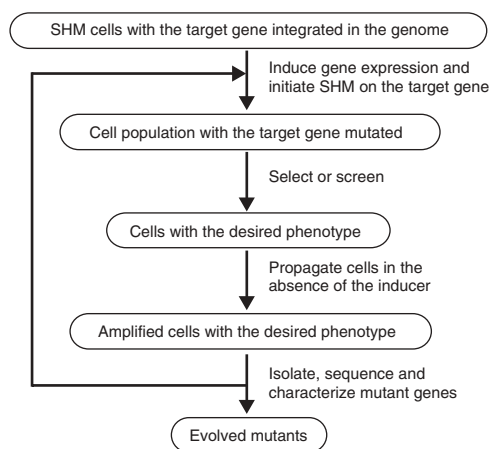 SHM cells with the target gene integrated in the genome
Induce gene expression and
initiate SHM on the target gene
Cell population with the target gene mutated
Select or screen
Cells with the desired phenotype
Propagate cells in the
absence of the inducer
Amplified cells with the desired phenotype
Isolate, sequence and
characterize mutant genes
Evolved mutants